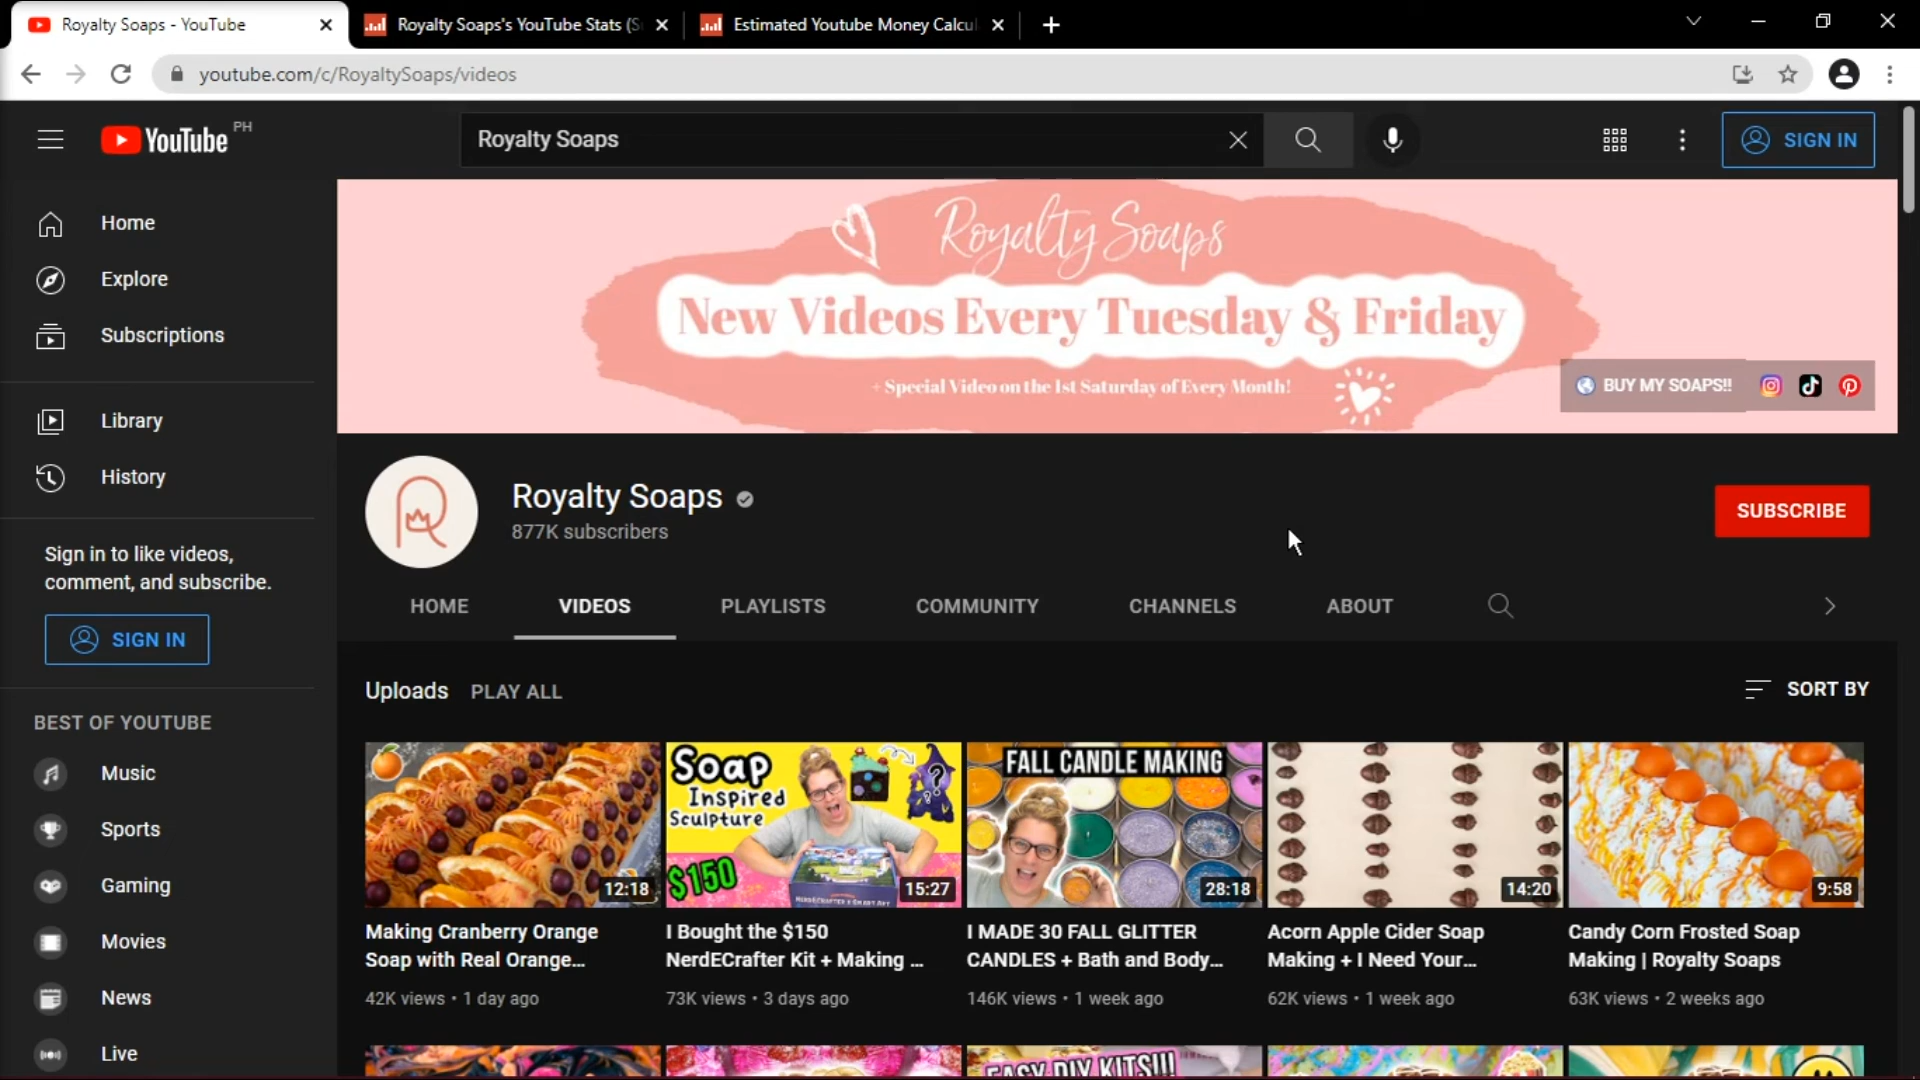 Royalty Soaps - YouTube
Royalty Soaps's YouTube Stats (S
Estimated Youtube Money Calcul
youtube.com/c/RoyaltySoaps/videos
YouTube PH
Royalty Soaps
SIGN IN
Home
Explore
Subscriptions
Library
History
Sign in to like videos,
comment, and subscribe.
SIGN IN
BEST OF YOUTUBE
Music
Sports
Gaming
Movies
News
Live
Royalty Soaps
New Videos Every Tuesday & Friday
+ Special Video on the 1st Saturday of Every Month!
BUY MY SOAPS!!
Royalty Soaps
877K subscribers
SUBSCRIBE
HOME
VIDEOS
PLAYLISTS
COMMUNITY
CHANNELS
ABOUT
Uploads
PLAY ALL
SORT BY
12:18
Making Cranberry Orange
Soap with Real Orange...
42K views • 1 day ago
Soap
Inspired
Sculpture
$150
15:27
I Bought the $150
NerdECrafter Kit + Making ...
73K views • 3 days ago
FALL CANDLE MAKING
28:18
I MADE 30 FALL GLITTER
CANDLES + Bath and Body...
146K views • 1 week ago
14:20
Acorn Apple Cider Soap
Making + I Need Your...
62K views • 1 week ago
9:58
Candy Corn Frosted Soap
Making | Royalty Soaps
63K views • 2 weeks ago
EASY DIY KITS!!!